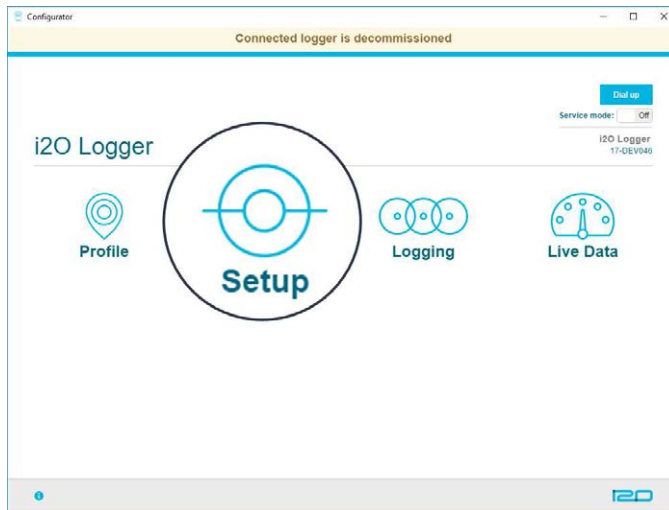 Configurator
Connected logger is decommissioned
Dial up
Service mode: Off
i2O Logger
17-DEV046
i2O Logger
Profile
Setup
Logging
Live Data
i2O